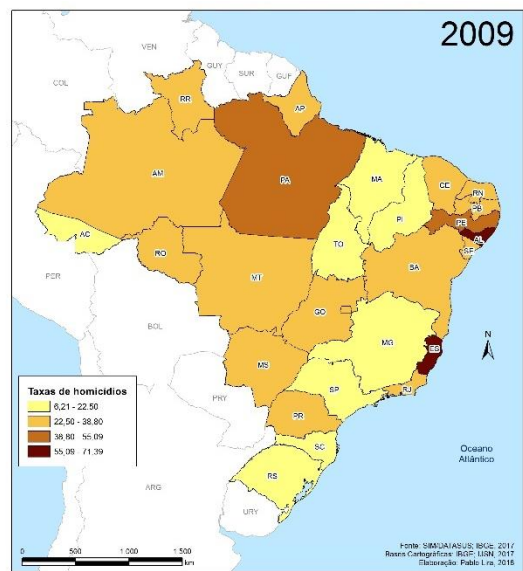 2009
VEN
GUY
SUR
GUF
COL
RR
AP
AM
PA
MA
CE
RN
PB
PI
PE
AL
SE
AC
TO
RO
BA
PER
MT
GO
BOL
MG
ES
MS
SP
RJ
PRY
PR
SC
RS
ARG
URY
N
Oceano
Atlântico
Taxas de homicídios
6,21 - 22,50
22,50 - 38,80
38,80 - 55,09
55,09 - 71,39
0 500 1 000 1 500
km
Fonte: SIM/DATASUS; IBGE, 2017
Bases Cartográficas: IBGE; IJSN, 2017
Elaboração: Pablo Lira, 2018